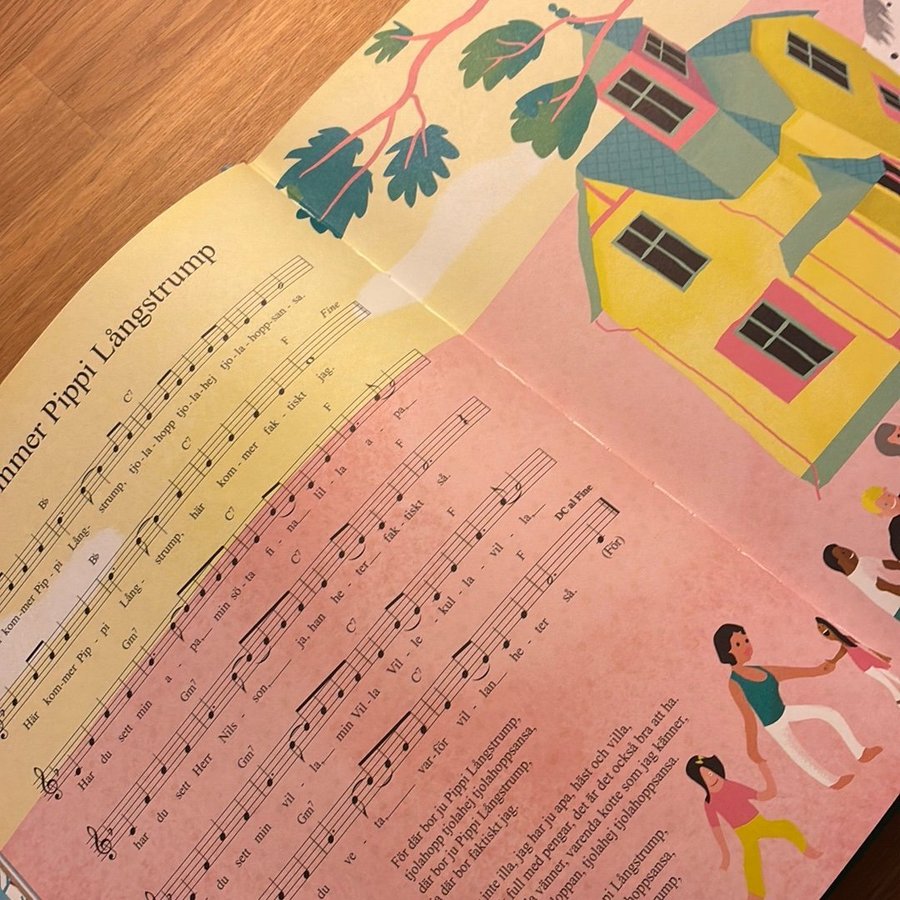 mmer Pippi Långstrump
B♭ C⁷
kom-mer Pip - pi Lång- strump, tjo-la-hopp tjo-la-hej tjo-la-hopp-san-sa.
B♭ C⁷ F Fine
Här kom-mer Pip - pi Lång - strump, här kom-mer fak - tiskt jag.
Gm⁷ C⁷ F
Har du sett min a - pa, min sö-ta fi - na lil-la a - pa,
Gm⁷ C⁷ F
har du sett Herr Nils - son, ja, han he - ter fak-tiskt så.
Gm⁷ C⁷ F
du sett min vil - la, min Vil-la Vil - le - kul-la - vil - la,
Gm⁷ C⁷ F DC al Fine
du ve - ta var-för vil - lan he - ter så. (För)
För där bor ju Pippi Långstrump,
tjolahopp tjolahej tjolahoppsansa,
där bor ju Pippi Långstrump,
där bor faktiskt jag.
inte illa, jag har ju apa, häst och villa,
full med pengar, det är det också bra att ha.
vänner, varenda kotte som jag känner,
loppan, tjolahej tjolahoppsansa.